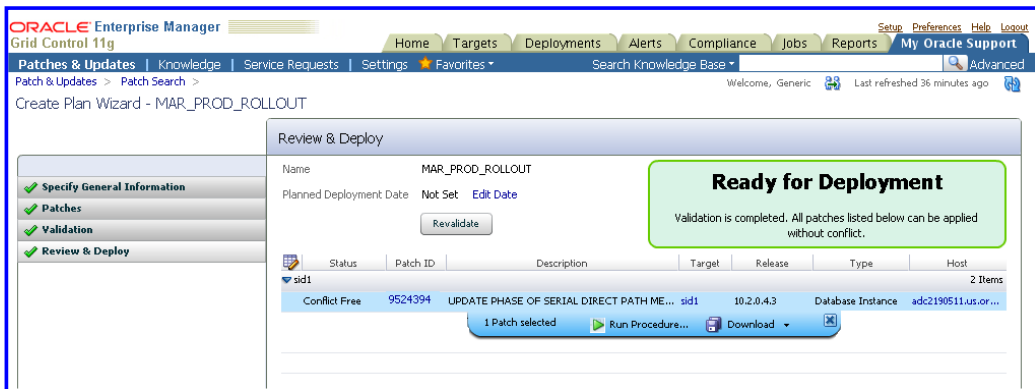 ORACLE Enterprise Manager
Grid Control 11g
Setup Preferences Help Logout
Home Targets Deployments Alerts Compliance Jobs Reports My Oracle Support
Patches & Updates | Knowledge | Service Requests | Settings Favorites Search Knowledge Base Advanced
Patch & Updates > Patch Search > Welcome, Generic Last refreshed 36 minutes ago
Create Plan Wizard - MAR_PROD_ROLLOUT
Specify General Information
Patches
Validation
Review & Deploy
Review & Deploy
Name MAR_PROD_ROLLOUT
Planned Deployment Date Not Set Edit Date
Revalidate
Ready for Deployment
Validation is completed. All patches listed below can be applied
without conflict.
Status Patch ID Description Target Release Type Host
sid1 2 Items
Conflict Free 9524394 UPDATE PHASE OF SERIAL DIRECT PATH ME... sid1 10.2.0.4.3 Database Instance adc2190511.us.or...
1 Patch selected Run Procedure... Download